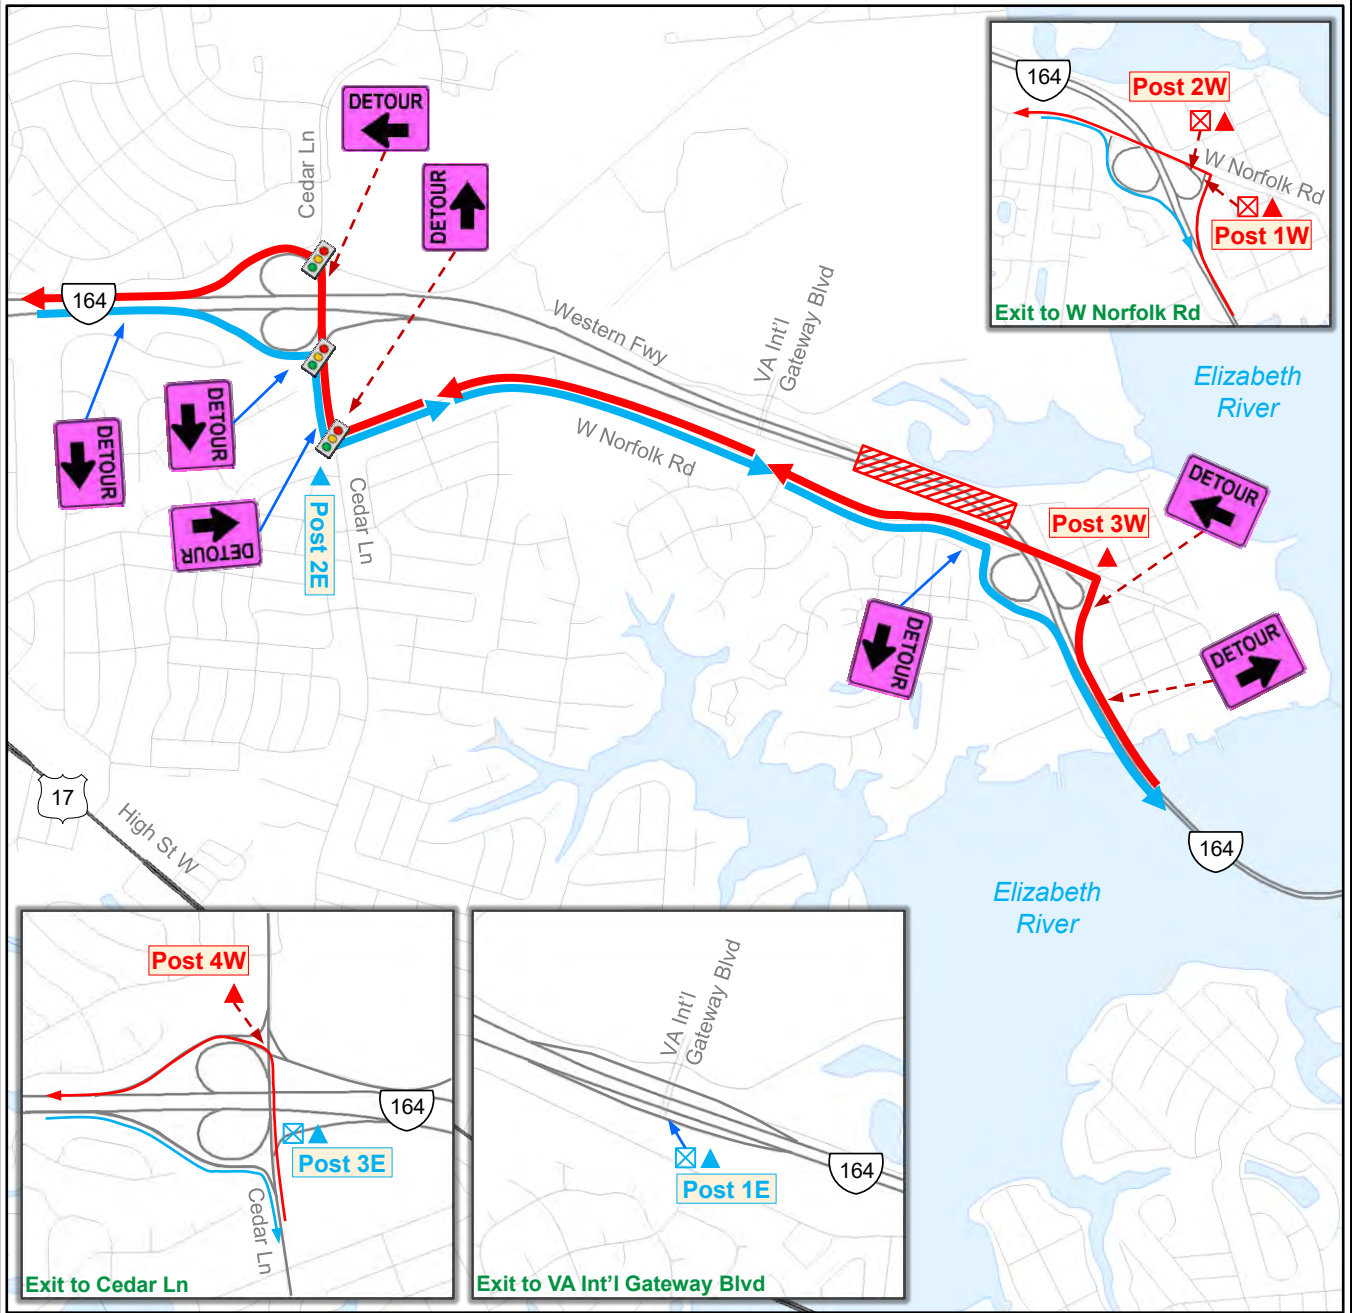 164
Post 2W
W Norfolk Rd
Post 1W
Exit to W Norfolk Rd
DETOUR
Cedar Ln
DETOUR
164
Western Fwy
VA Int'l
Gateway Blvd
Elizabeth
River
DETOUR
DETOUR
W Norfolk Rd
DETOUR
DETOUR
Post 2E
Cedar Ln
Post 3W
DETOUR
DETOUR
DETOUR
17
High St W
164
Elizabeth
River
Post 4W
164
Post 3E
Cedar Ln
Exit to Cedar Ln
VA Int'l
Gateway Blvd
164
Post 1E
Exit to VA Int'l Gateway Blvd